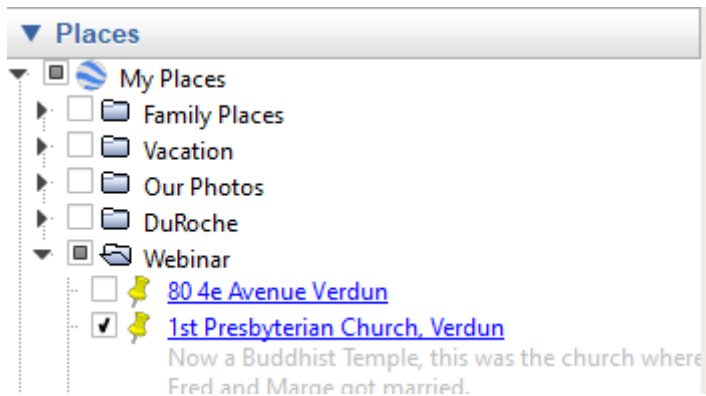 Places
My Places
Family Places
Vacation
Our Photos
DuRoche
Webinar
80 4e Avenue Verdun
1st Presbyterian Church, Verdun
Now a Buddhist Temple, this was the church where
Fred and Marge got married.